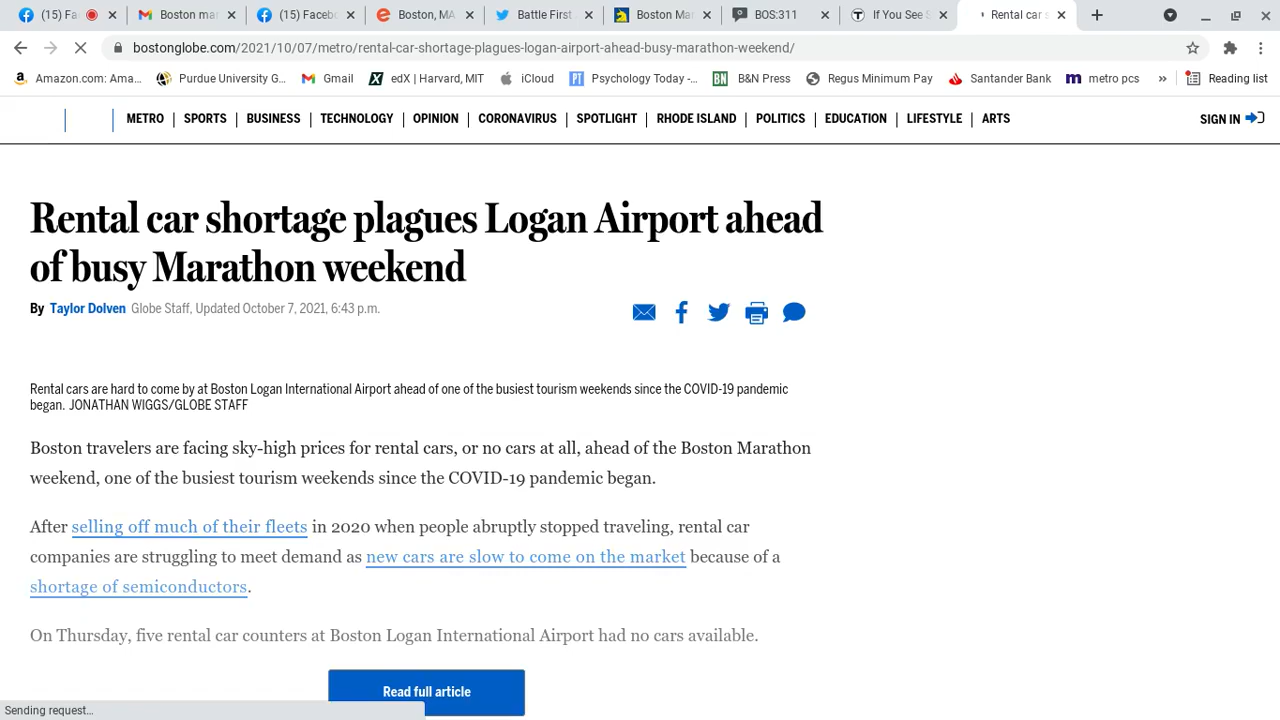 (15) Fa
Boston mar
(15) Facebo
Boston, MA
Battle First
Boston Mar
BOS:311
If You See S
Rental car s
bostonglobe.com/2021/10/07/metro/rental-car-shortage-plagues-logan-airport-ahead-busy-marathon-weekend/
Amazon.com: Ama...
Purdue University G...
Gmail
edX | Harvard, MIT
iCloud
Psychology Today -...
B&N Press
Regus Minimum Pay
Santander Bank
metro pcs
»
Reading list
METRO | SPORTS | BUSINESS | TECHNOLOGY | OPINION | CORONAVIRUS | SPOTLIGHT | RHODE ISLAND | POLITICS | EDUCATION | LIFESTYLE | ARTS
SIGN IN
Rental car shortage plagues Logan Airport ahead
of busy Marathon weekend
By Taylor Dolven Globe Staff, Updated October 7, 2021, 6:43 p.m.
Rental cars are hard to come by at Boston Logan International Airport ahead of one of the busiest tourism weekends since the COVID-19 pandemic
began. JONATHAN WIGGS/GLOBE STAFF
Boston travelers are facing sky-high prices for rental cars, or no cars at all, ahead of the Boston Marathon
weekend, one of the busiest tourism weekends since the COVID-19 pandemic began.
After selling off much of their fleets in 2020 when people abruptly stopped traveling, rental car
companies are struggling to meet demand as new cars are slow to come on the market because of a
shortage of semiconductors.
On Thursday, five rental car counters at Boston Logan International Airport had no cars available.
Read full article
Sending request...